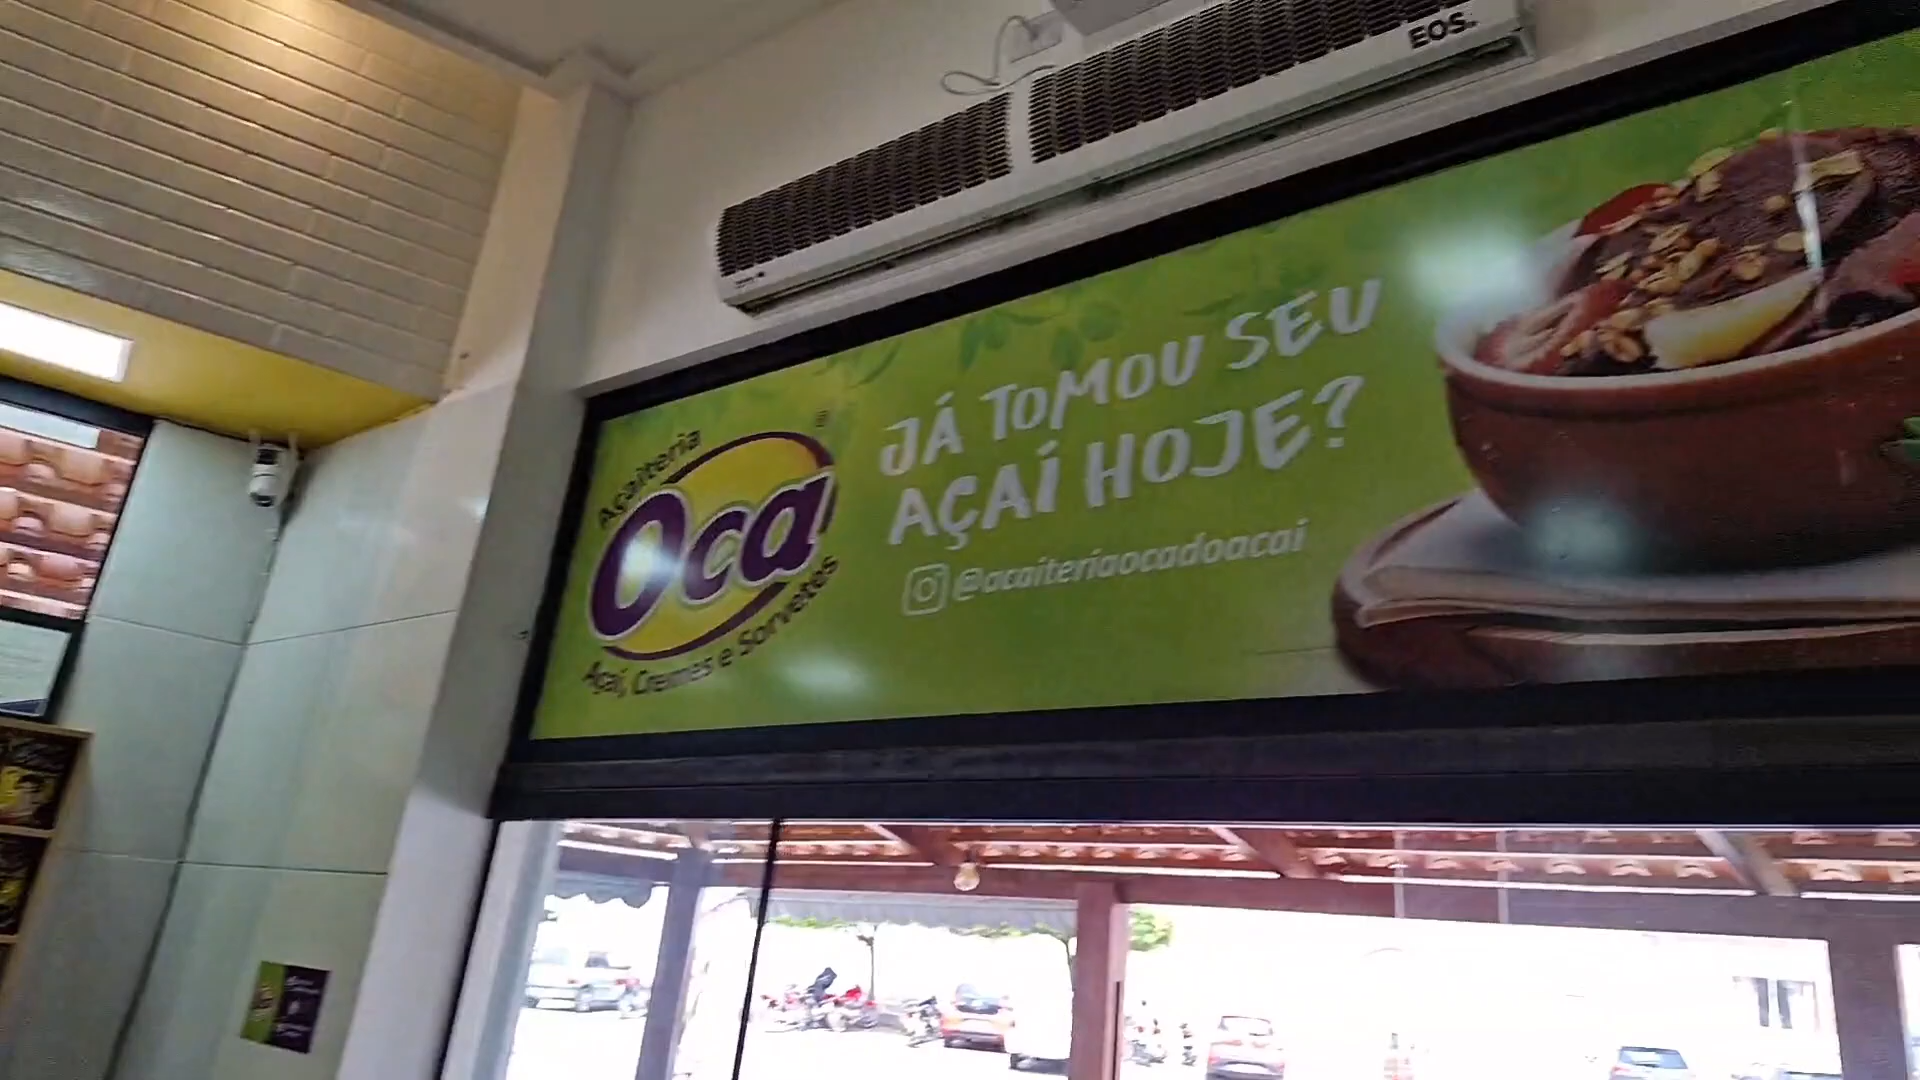 EOS.
Açaiteria
Oca
®
Açaí, Cremes e Sorvetes
JÁ TOMOU SEU
AÇAÍ HOJE?
@acaiteriaocadoacai